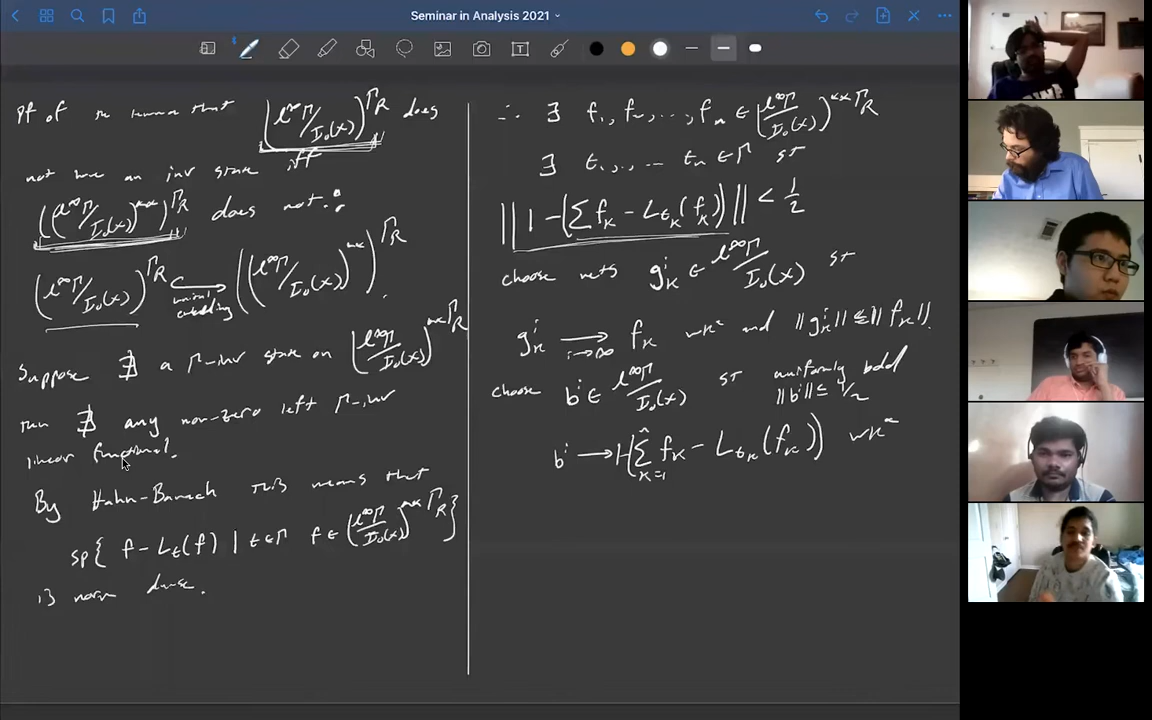 Seminar in Analysis 2021
T
Pf of the lemma that (ℓ^∞Γ/I₀(X))^{Γ_R} does
not have an inv state iff
((ℓ^∞Γ/I₀(X))^{**})^{Γ_R} does not:
(ℓ^∞Γ/I₀(X))^{Γ_R} ↪ ((ℓ^∞Γ/I₀(X))^{**})^{Γ_R}
embedding
Suppose ∄ a Γ-inv state on (ℓ^∞Γ/I₀(X))^{** Γ_R}
then ∄ any non-zero left Γ-inv
linear functional.
By Hahn-Banach this means that
sp{ f - L_t(f) | t ∈ Γ f ∈ (ℓ^∞Γ/I₀(X))^{** Γ_R} }
is norm dense.
∴ ∃ f₁, f₂, ..., f_n ∈ (ℓ^∞Γ/I₀(X))^{** Γ_R}
∃ t₁, ... t_n ∈ Γ st
|| 1 - (Σ f_k - L_{t_k}(f_k)) || < 1/2
choose nets g_k^i ∈ ℓ^∞Γ/I₀(X) st
g_k^i →_{i→∞} f_k wk* and ||g_k^i|| ≤ ||f_k||.
choose b^i ∈ ℓ^∞Γ/I₀(X) st uniformly bdd
||b^i|| ≤ 1/2
b^i → 1-(Σ_{k=1}^n f_k - L_{t_k}(f_k)) wk*